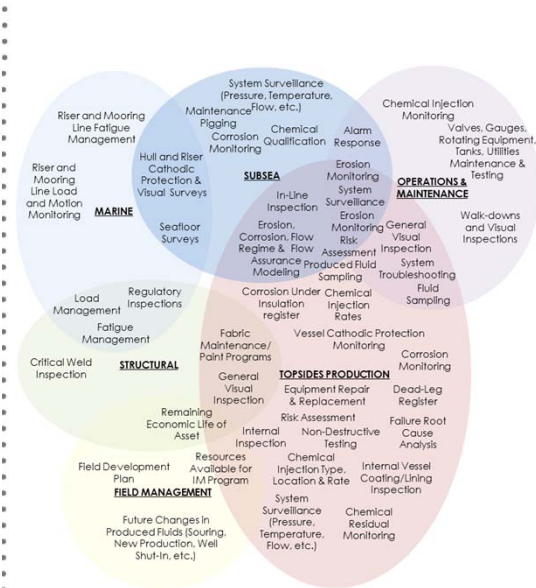 System Surveillance
(Pressure, Temperature,
Flow, etc.)
Maintenance
Pigging
Corrosion
Monitoring
Chemical
Qualification
Alarm
Response
Riser and Mooring
Line Fatigue
Management
Hull and Riser
Cathodic
Protection &
Visual Surveys
SUBSEA
Riser and
Mooring
Line Load
and Motion
Monitoring
MARINE
Seafloor
Surveys
Chemical Injection
Monitoring
Valves, Gauges,
Rotating Equipment,
Tanks, Utilities
Maintenance &
Testing
OPERATIONS &
MAINTENANCE
Walk-downs
and Visual
Inspections
Erosion
Monitoring
System
Surveillance
Erosion
Monitoring
Risk
Assessment
In-Line
Inspection
Erosion,
Corrosion, Flow
Regime & Flow
Assurance
Modeling
Produced Fluid
Sampling
General
Visual
Inspection
System
Troubleshooting
Fluid
Sampling
Load
Management
Regulatory
Inspections
Fatigue
Management
Critical Weld
Inspection
STRUCTURAL
Corrosion Under
Insulation
register
Chemical
Injection
Rates
Fabric
Maintenance/
Paint Programs
General
Visual
Inspection
Vessel Cathodic Protection
Monitoring
Corrosion
Monitoring
TOPSIDES PRODUCTION
Equipment Repair
& Replacement
Dead-Leg
Register
Risk Assessment
Internal
Inspection
Non-Destructive
Testing
Failure Root
Cause
Analysis
Remaining
Economic Life of
Asset
Resources
Available for
IM Program
Field Development
Plan
FIELD MANAGEMENT
Future Changes in
Produced Fluids (Souring,
New Production, Well
Shut-In, etc.)
Chemical
Injection Type,
Location & Rate
Internal Vessel
Coating/Lining
Inspection
System
Surveillance
(Pressure,
Temperature,
Flow, etc.)
Chemical
Residual
Monitoring